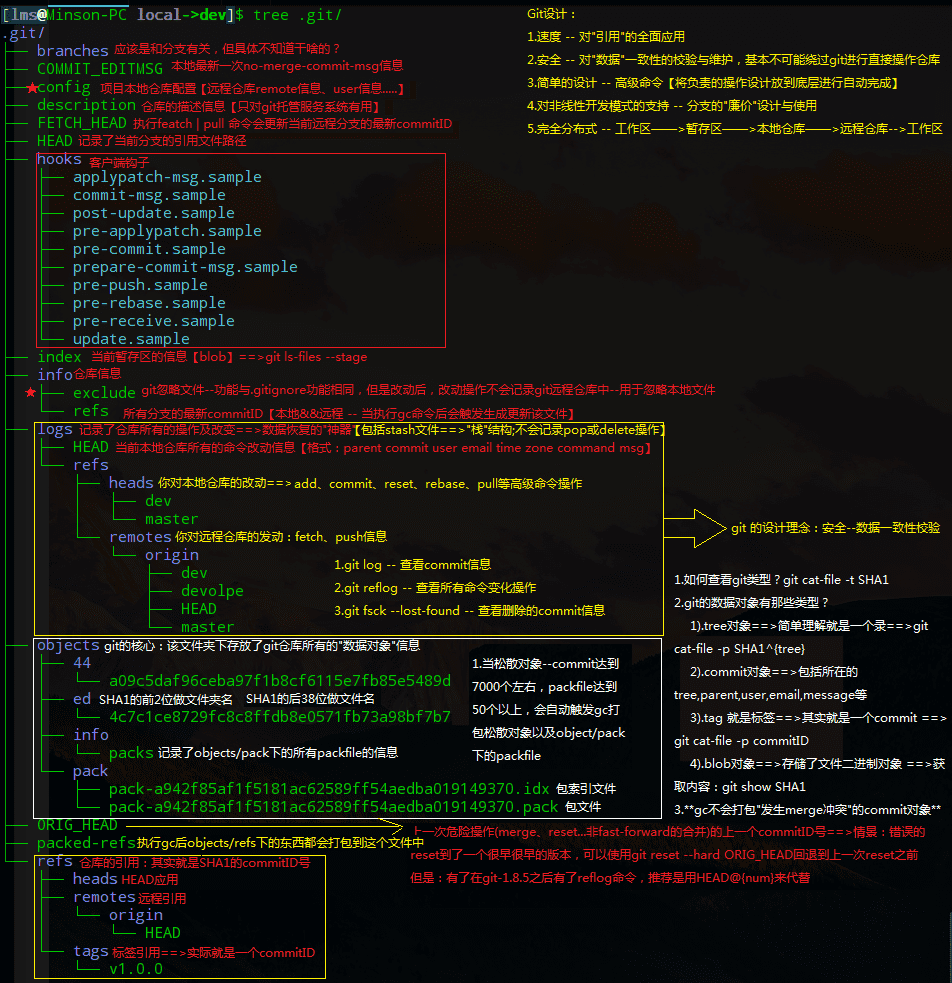 [lms@Minson-PC local->dev]$ tree .git/
.git/
branches 应该是和分支有关，但具体不知道干啥的？
COMMIT_EDITMSG 本地最新一次no-merge-commit-msg信息
★config 项目本地仓库配置【远程仓库remote信息、user信息.....】
description 仓库的描述信息【只对git托管服务系统有用】
FETCH_HEAD 执行featch | pull 命令会更新当前远程分支的最新commitID
HEAD 记录了当前分支的引用文件路径
hooks 客户端钩子
applypatch-msg.sample
commit-msg.sample
post-update.sample
pre-applypatch.sample
pre-commit.sample
prepare-commit-msg.sample
pre-push.sample
pre-rebase.sample
pre-receive.sample
update.sample
index 当前暂存区的信息【blob】==>git ls-files --stage
info仓库信息
★ exclude git忽略文件--功能与.gitignore功能相同，但是改动后，改动操作不会记录git远程仓库中--用于忽略本地文件
refs 所有分支的最新commitID【本地&&远程 -- 当执行gc命令后会触发生成更新该文件】
logs 记录了仓库所有的操作及改变==>数据恢复的"神器"【包括stash文件==>"栈"结构;不会记录pop或delete操作】
HEAD 当前本地仓库所有的命令改动信息【格式：parent commit user email time zone command msg】
refs
heads 你对本地仓库的改动==>add、commit、reset、rebase、pull等高级命令操作
dev
master
remotes 你对远程仓库的发动：fetch、push信息
origin
dev
devolpe
HEAD
master
1.git log -- 查看commit信息
2.git reflog -- 查看所有命令变化操作
3.git fsck --lost-found -- 查看删除的commit信息
objects git的核心：该文件夹下存放了git仓库所有的"数据对象"信息
44
a09c5daf96ceba97f1b8cf6115e7fb85e5489d
ed SHA1的前2位做文件夹名 SHA1的后38位做文件名
4c7c1ce8729fc8c8ffdb8e0571fb73a98bf7b7
info
packs 记录了objects/pack下的所有packfile的信息
pack
pack-a942f85af1f5181ac62589ff54aedba019149370.idx 包索引文件
pack-a942f85af1f5181ac62589ff54aedba019149370.pack 包文件
1.当松散对象--commit达到
7000个左右，packfile达到
50个以上，会自动触发gc打
包松散对象以及object/pack
下的packfile
ORIG_HEAD
packed-refs执行gc后objects/refs下的东西都会打包到这个文件中
refs 仓库的引用：其实就是SHA1的commitID号
heads HEAD应用
remotes 远程引用
origin
HEAD
tags 标签引用==>实际就是一个commitID
v1.0.0
Git设计：
1.速度 -- 对"引用"的全面应用
2.安全 -- 对"数据"一致性的校验与维护，基本不可能绕过git进行直接操作仓库
3.简单的设计 -- 高级命令【将负责的操作设计放到底层进行自动完成】
4.对非线性开发模式的支持 -- 分支的"廉价"设计与使用
5.完全分布式 -- 工作区——>暂存区——>本地仓库——>远程仓库-->工作区
git 的设计理念：安全--数据一致性校验
1.如何查看git类型？git cat-file -t SHA1
2.git的数据对象有那些类型？
1).tree对象==>简单理解就是一个录==>git
cat-file -p SHA1^{tree}
2).commit对象==>包括所在的
tree,parent,user,email,message等
3).tag 就是标签==>其实就是一个commit ==>
git cat-file -p commitID
4).blob对象==>存储了文件二进制对象 ==>获
取内容：git show SHA1
3.**gc不会打包"发生merge冲突"的commit对象**
上一次危险操作(merge、reset...非fast-forward的合并)的上一个commitID号==>情景：错误的
reset到了一个很早很早的版本，可以使用git reset --hard ORIG_HEAD回退到上一次reset之前
但是：有了在git-1.8.5之后有了reflog命令，推荐是用HEAD@{num}来代替